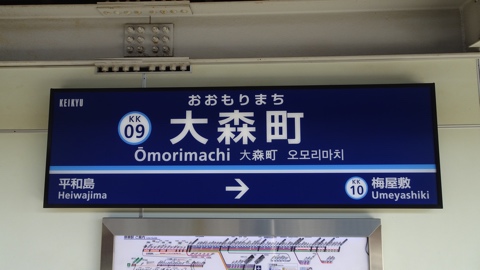 KEIKYU
おおもりまち
KK
09
大森町
Ōmorimachi 大森町 오모리마치
平和島
Heiwajima
→
KK
10
梅屋敷
Umeyashiki